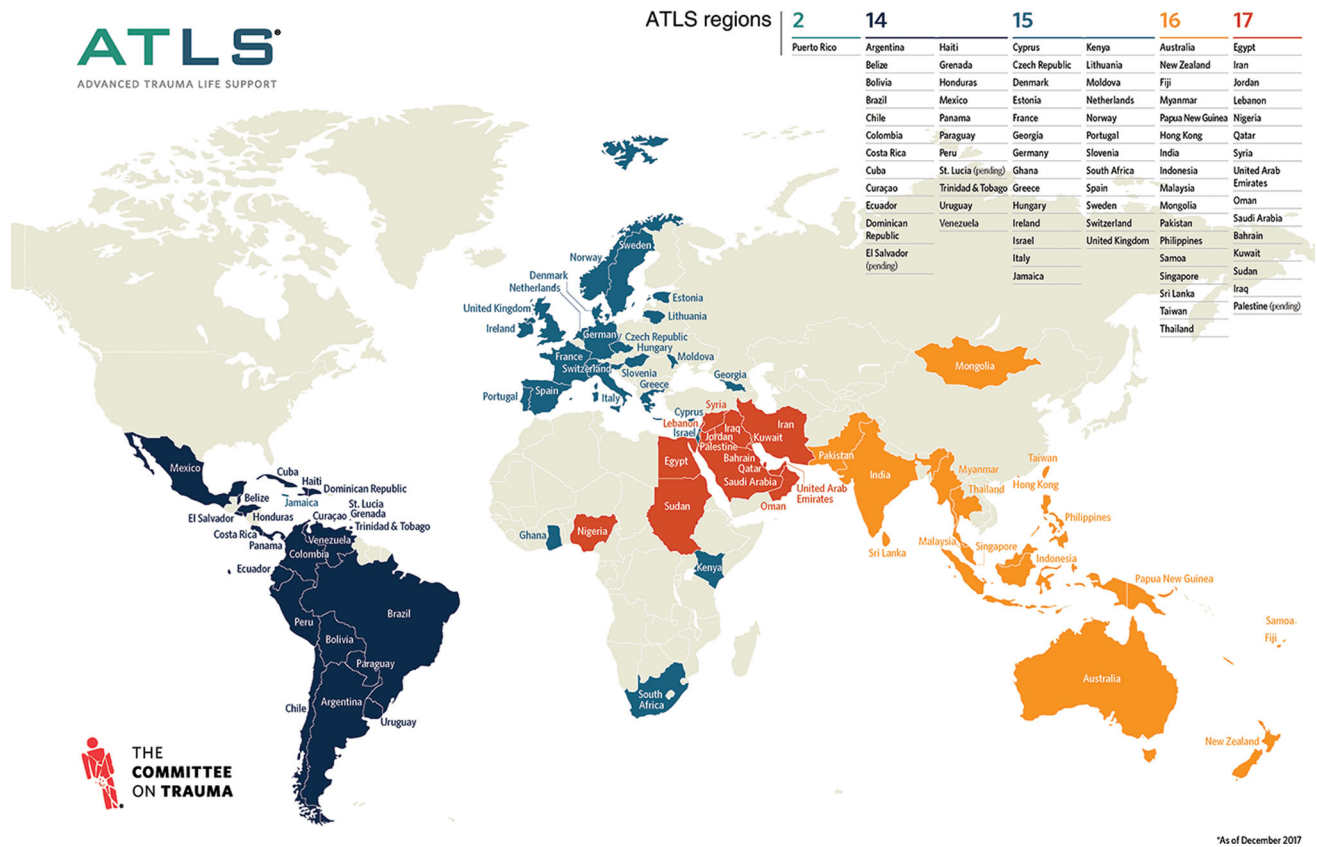 ATLS®
ADVANCED TRAUMA LIFE SUPPORT
ATLS regions
2
Puerto Rico
14
Argentina
Belize
Bolivia
Brazil
Chile
Colombia
Costa Rica
Cuba
Curaçao
Ecuador
Dominican
Republic
El Salvador
(pending)
Haiti
Grenada
Honduras
Mexico
Panama
Paraguay
Peru
St. Lucia (pending)
Trinidad & Tobago
Uruguay
Venezuela
15
Cyprus
Czech Republic
Denmark
Estonia
France
Georgia
Germany
Ghana
Greece
Hungary
Ireland
Israel
Italy
Jamaica
Kenya
Lithuania
Moldova
Netherlands
Norway
Portugal
Slovenia
South Africa
Spain
Sweden
Switzerland
United Kingdom
16
Australia
New Zealand
Fiji
Myanmar
Papua New Guinea
Hong Kong
India
Indonesia
Malaysia
Mongolia
Pakistan
Philippines
Samoa
Singapore
Sri Lanka
Taiwan
Thailand
17
Egypt
Iran
Jordan
Lebanon
Nigeria
Qatar
Syria
United Arab
Emirates
Oman
Saudi Arabia
Bahrain
Kuwait
Sudan
Iraq
Palestine (pending)
Sweden
Norway
Denmark
Netherlands
United Kingdom
Ireland
Estonia
Lithuania
German
Czech Republic
Hungary
France
Switzerland
Moldova
Slovenia
Georgia
Greece
Portugal
Spain
Italy
Cyprus
Syria
Lebanon
Israel
Iraq
Iran
Jordan
Kuwait
Palestine
Egypt
Bahrain
Qatar
Saudi Arabia
United Arab
Emirates
Oman
Sudan
Nigeria
Ghana
Kenya
South
Africa
Mongolia
Pakistan
India
Myanmar
Thailand
Taiwan
Hong Kong
Philippines
Sri Lanka
Malaysia
Singapore
Indonesia
Papua New Guinea
Samoa
Fiji
Australia
New Zealand
Mexico
Cuba
Haiti
Dominican Republic
Belize
Jamaica
St. Lucia
El Salvador
Honduras
Curaçao
Grenada
Trinidad & Tobago
Costa Rica
Panama
Venezuela
Colombia
Ecuador
Brazil
Peru
Bolivia
Paraguay
Chile
Argentina
Uruguay
THE
COMMITTEE
ON TRAUMA
*As of December 2017